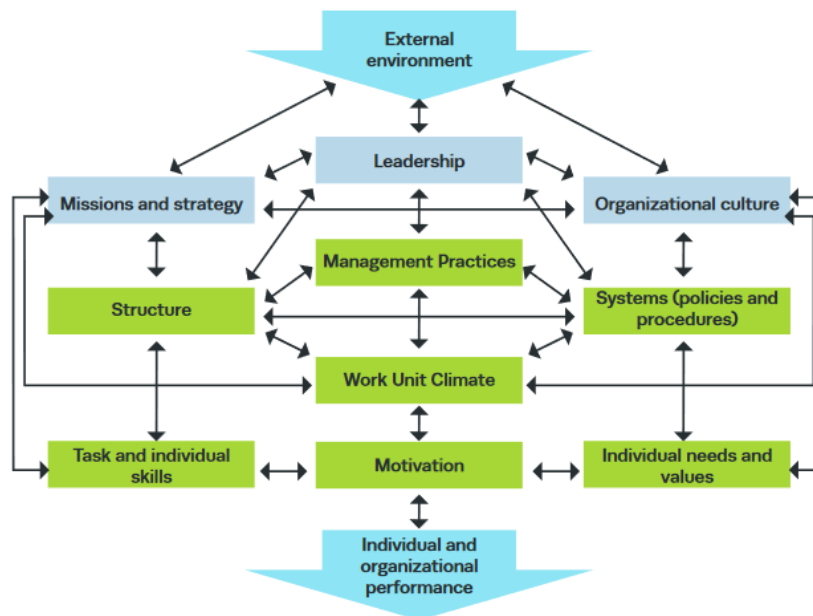 External
environment
Leadership
Missions and strategy
Organizational culture
Management Practices
Structure
Systems (policies and
procedures)
Work Unit Climate
Task and individual
skills
Motivation
Individual needs and
values
Individual and
organizational
performance